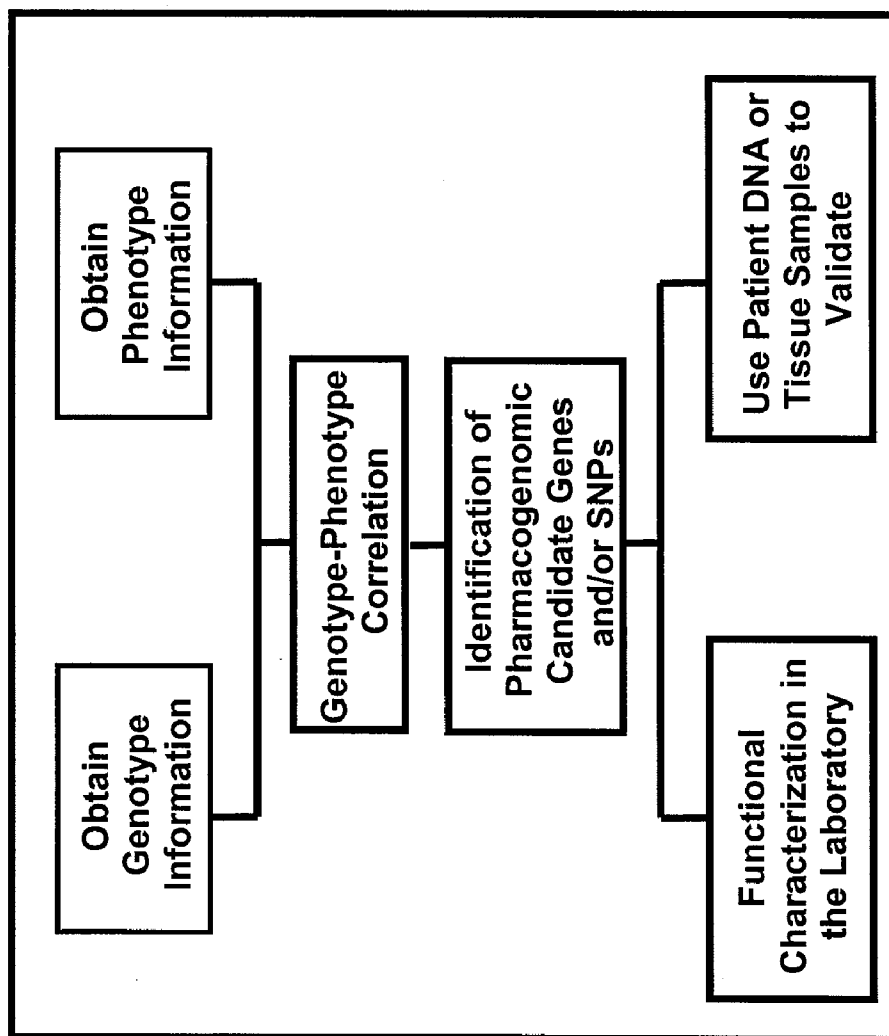 Obtain
Genotype
Information
Obtain
Phenotype
Information
Genotype-Phenotype
Correlation
Identification of
Pharmacogenomic
Candidate Genes
and/or SNPs
Functional
Characterization in
the Laboratory
Use Patient DNA or
Tissue Samples to
Validate